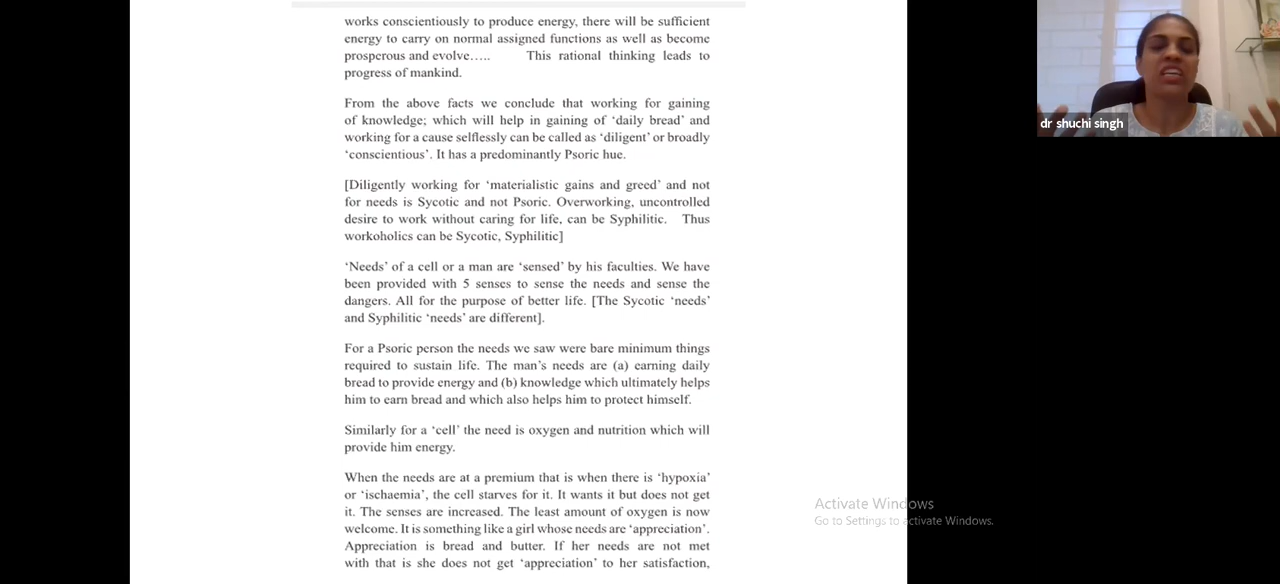 works conscientiously to produce energy, there will be sufficient
energy to carry on normal assigned functions as well as become
prosperous and evolve..... This rational thinking leads to
progress of mankind.
From the above facts we conclude that working for gaining
of knowledge; which will help in gaining of ‘daily bread’ and
working for a cause selflessly can be called as ‘diligent’ or broadly
‘conscientious’. It has a predominantly Psoric hue.
[Diligently working for ‘materialistic gains and greed’ and not
for needs is Sycotic and not Psoric. Overworking, uncontrolled
desire to work without caring for life, can be Syphilitic. Thus
workoholics can be Sycotic, Syphilitic]
‘Needs’ of a cell or a man are ‘sensed’ by his faculties. We have
been provided with 5 senses to sense the needs and sense the
dangers. All for the purpose of better life. [The Sycotic ‘needs’
and Syphilitic ‘needs’ are different].
For a Psoric person the needs we saw were bare minimum things
required to sustain life. The man’s needs are (a) earning daily
bread to provide energy and (b) knowledge which ultimately helps
him to earn bread and which also helps him to protect himself.
Similarly for a ‘cell’ the need is oxygen and nutrition which will
provide him energy.
When the needs are at a premium that is when there is ‘hypoxia’
or ‘ischaemia’, the cell starves for it. It wants it but does not get
it. The senses are increased. The least amount of oxygen is now
welcome. It is something like a girl whose needs are ‘appreciation’.
Appreciation is bread and butter. If her needs are not met
with that is she does not get ‘appreciation’ to her satisfaction,
dr shuchi singh
Activate Windows
Go to Settings to activate Windows.